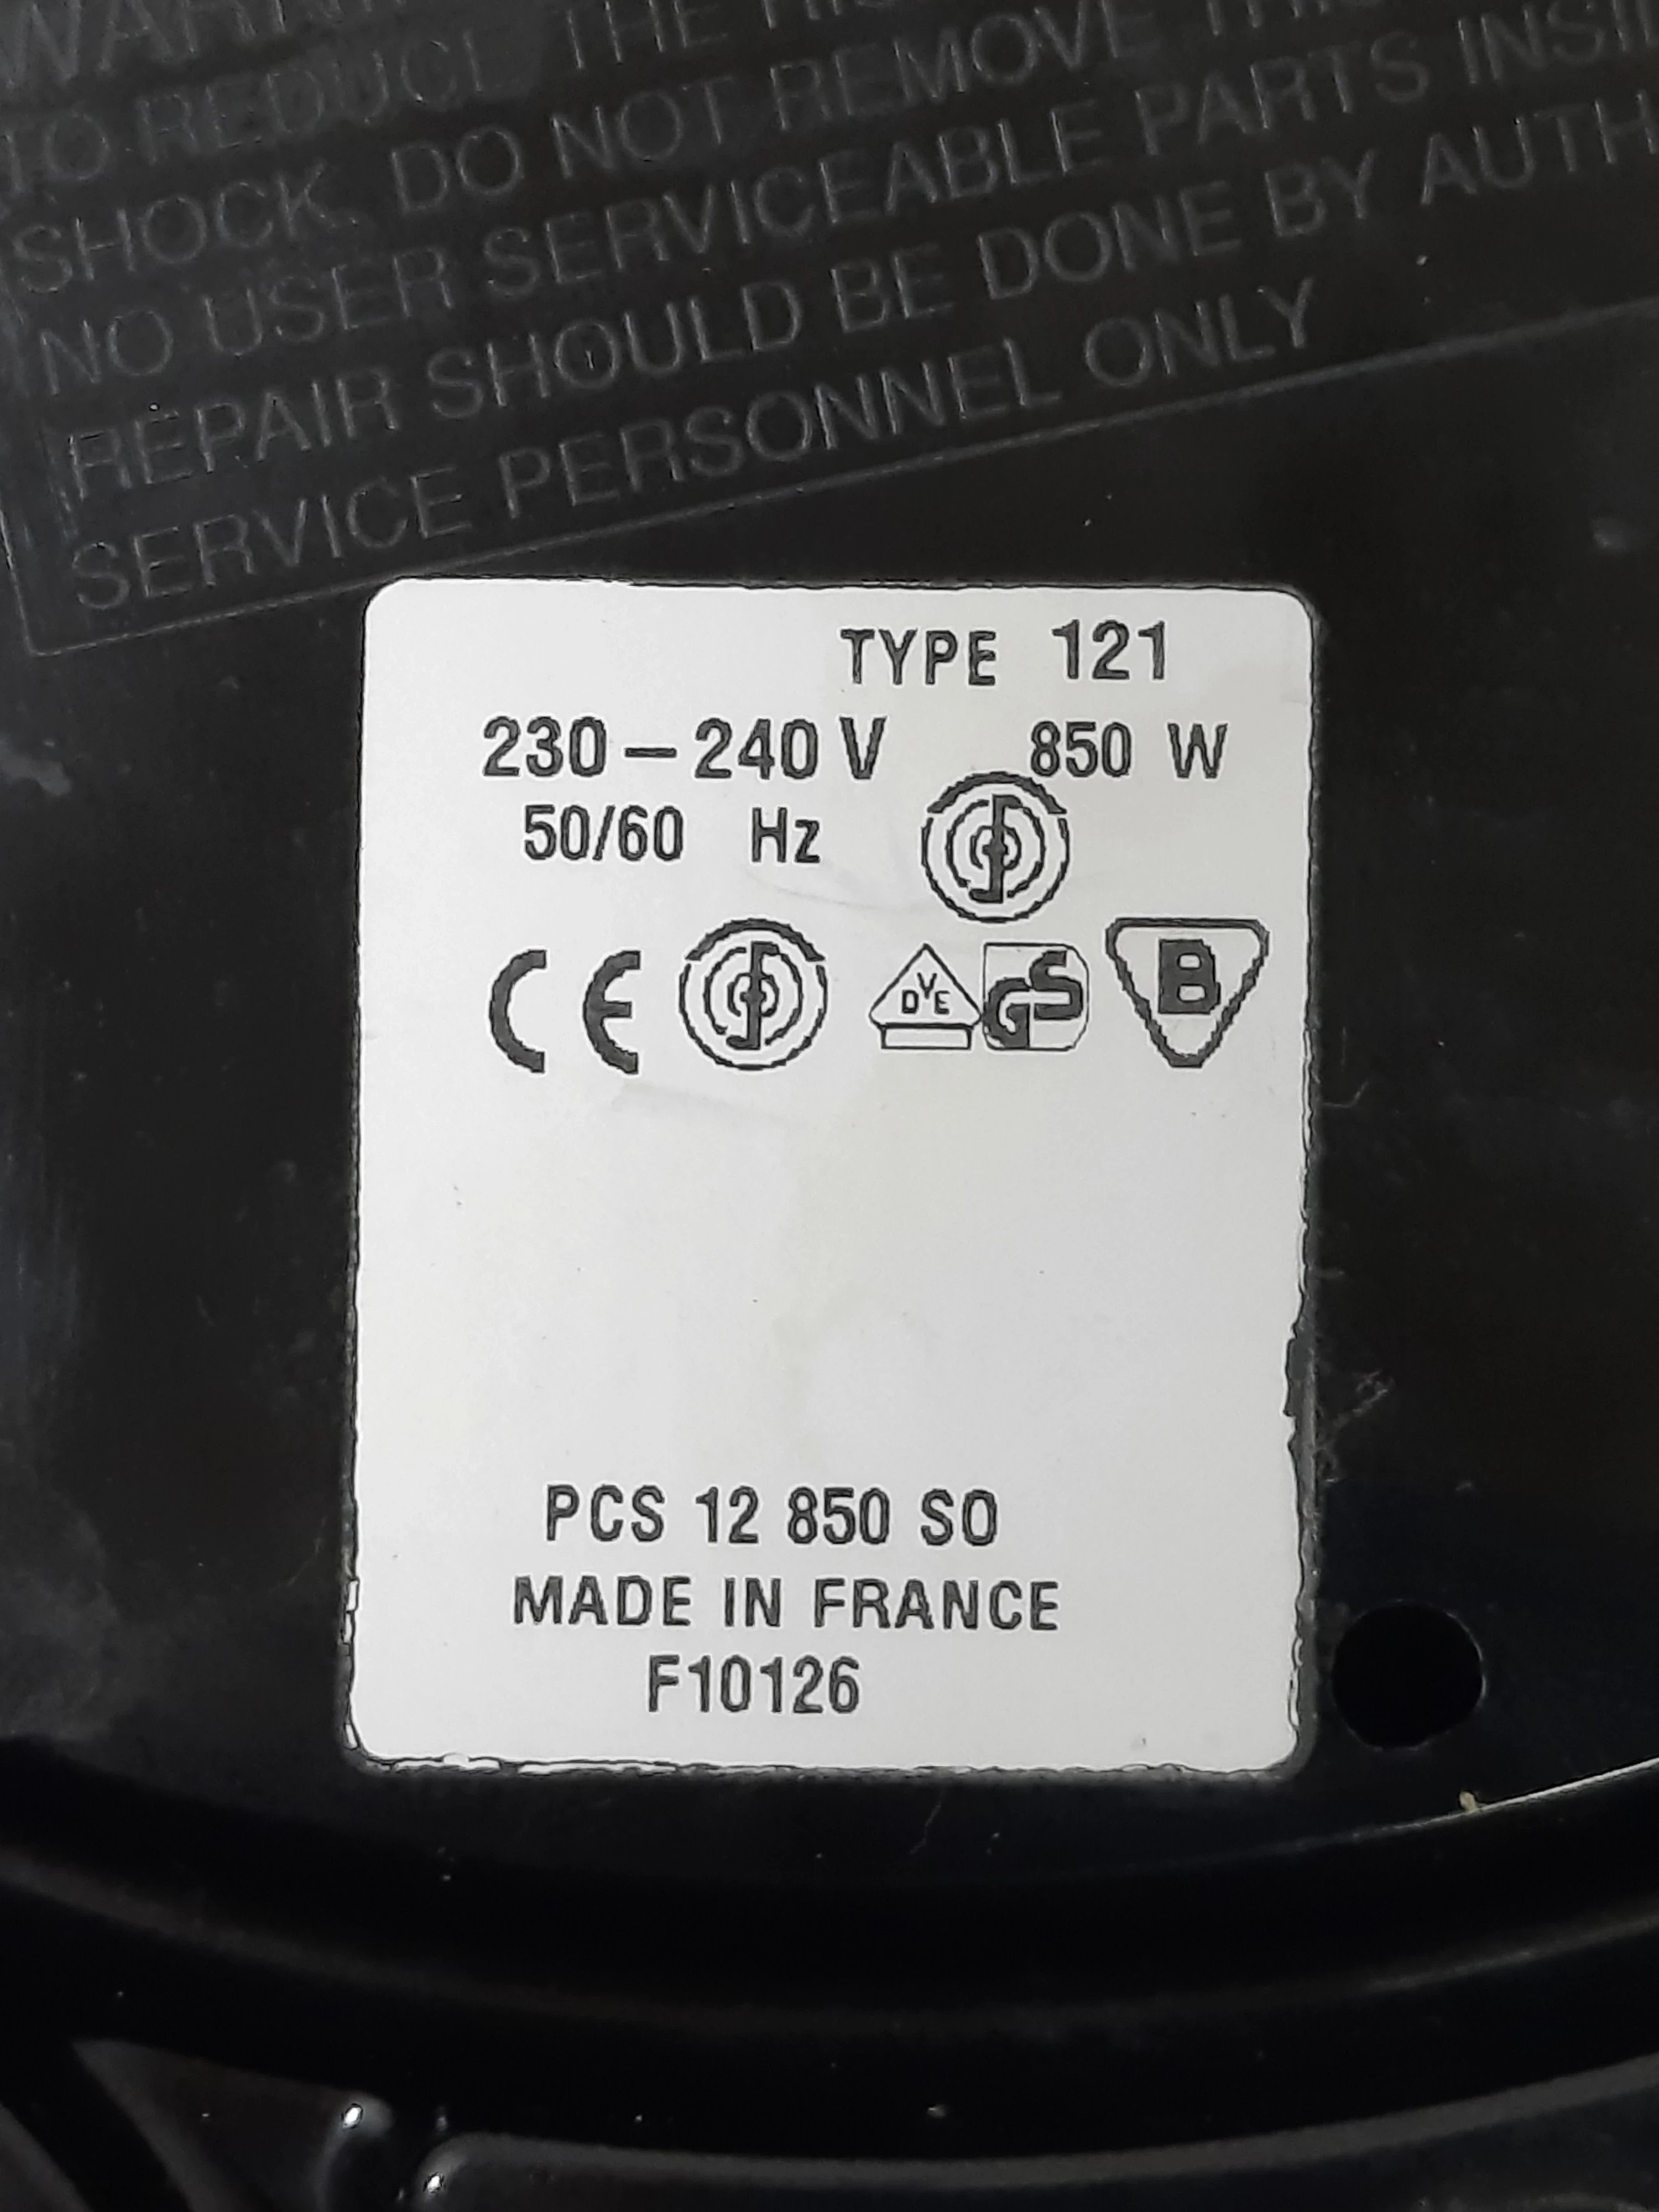 TO REDUCE THE
SHOCK, DO NOT REMOVE
NO USER SERVICEABLE PARTS
REPAIR SHOULD BE DONE BY
SERVICE PERSONNEL ONLY
TYPE 121
230-240 V 850 W
50/60 Hz
CE DVE GS B
PCS 12 850 SO
MADE IN FRANCE
F10126